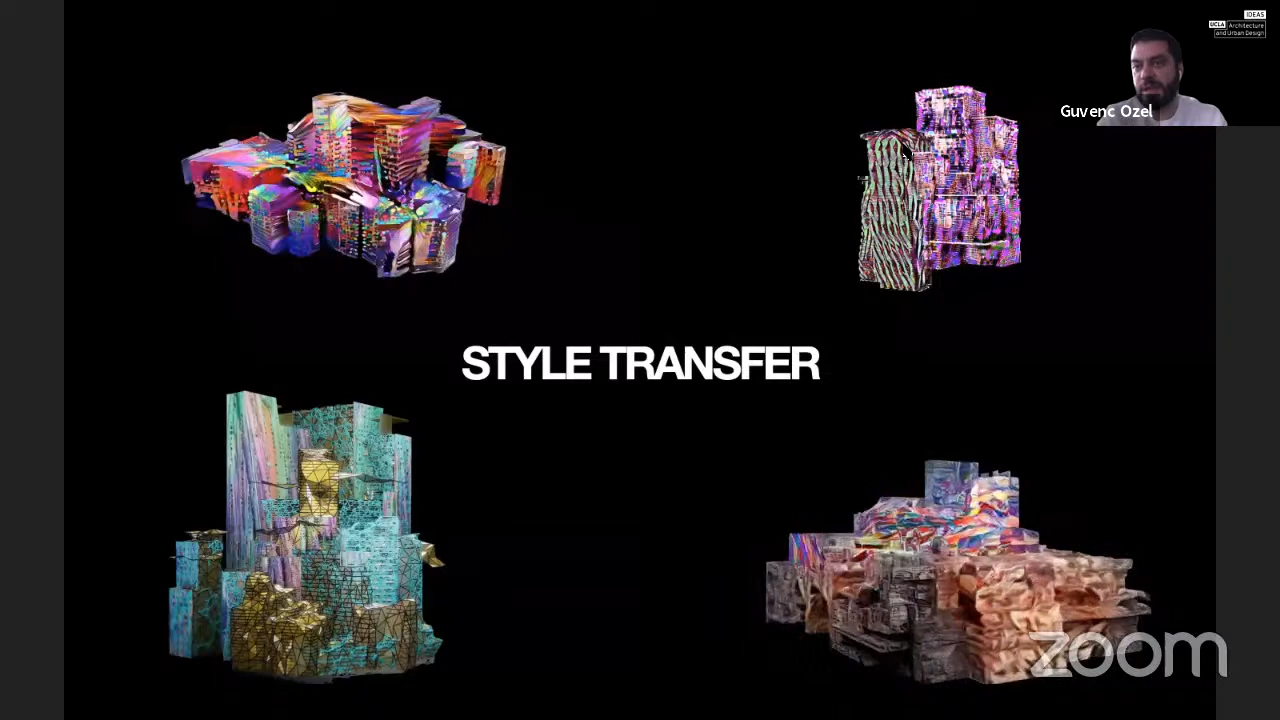 IDEAS
UCLA Architecture
and Urban Design
Guvenc Ozel
STYLE TRANSFER
zoom